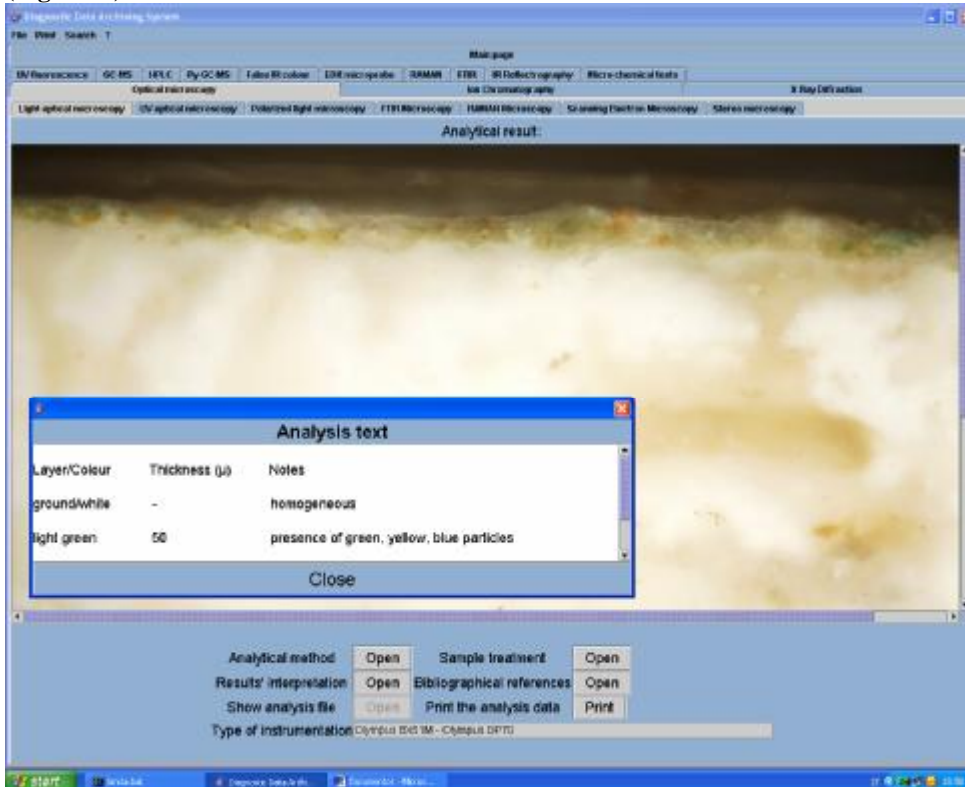 Diagnostic Data Archiving System
File Print Search ?
Main page
UV fluorescence GC-MS HPLC Py-GC-MS False IR colour EDX microprobe RAMAN FTIR IR Reflectography Micro-chemical tests
Optical microscopy Ion Chromatography X Ray Diffraction
Light optical microscopy UV optical microscopy Polarized light microscopy FTIR Microscopy RAMAN Microscopy Scanning Electron Microscopy Stereo microscopy
Analytical result:
Analysis text
Layer/Colour Thickness (µ) Notes
ground/white - homogeneous
light green 50 presence of green, yellow, blue particles
Close
Analytical method Open Sample treatment Open
Results' interpretation Open Bibliographical references Open
Show analysis file Open Print the analysis data Print
Type of instrumentation Olympus - Olympus DP70
start